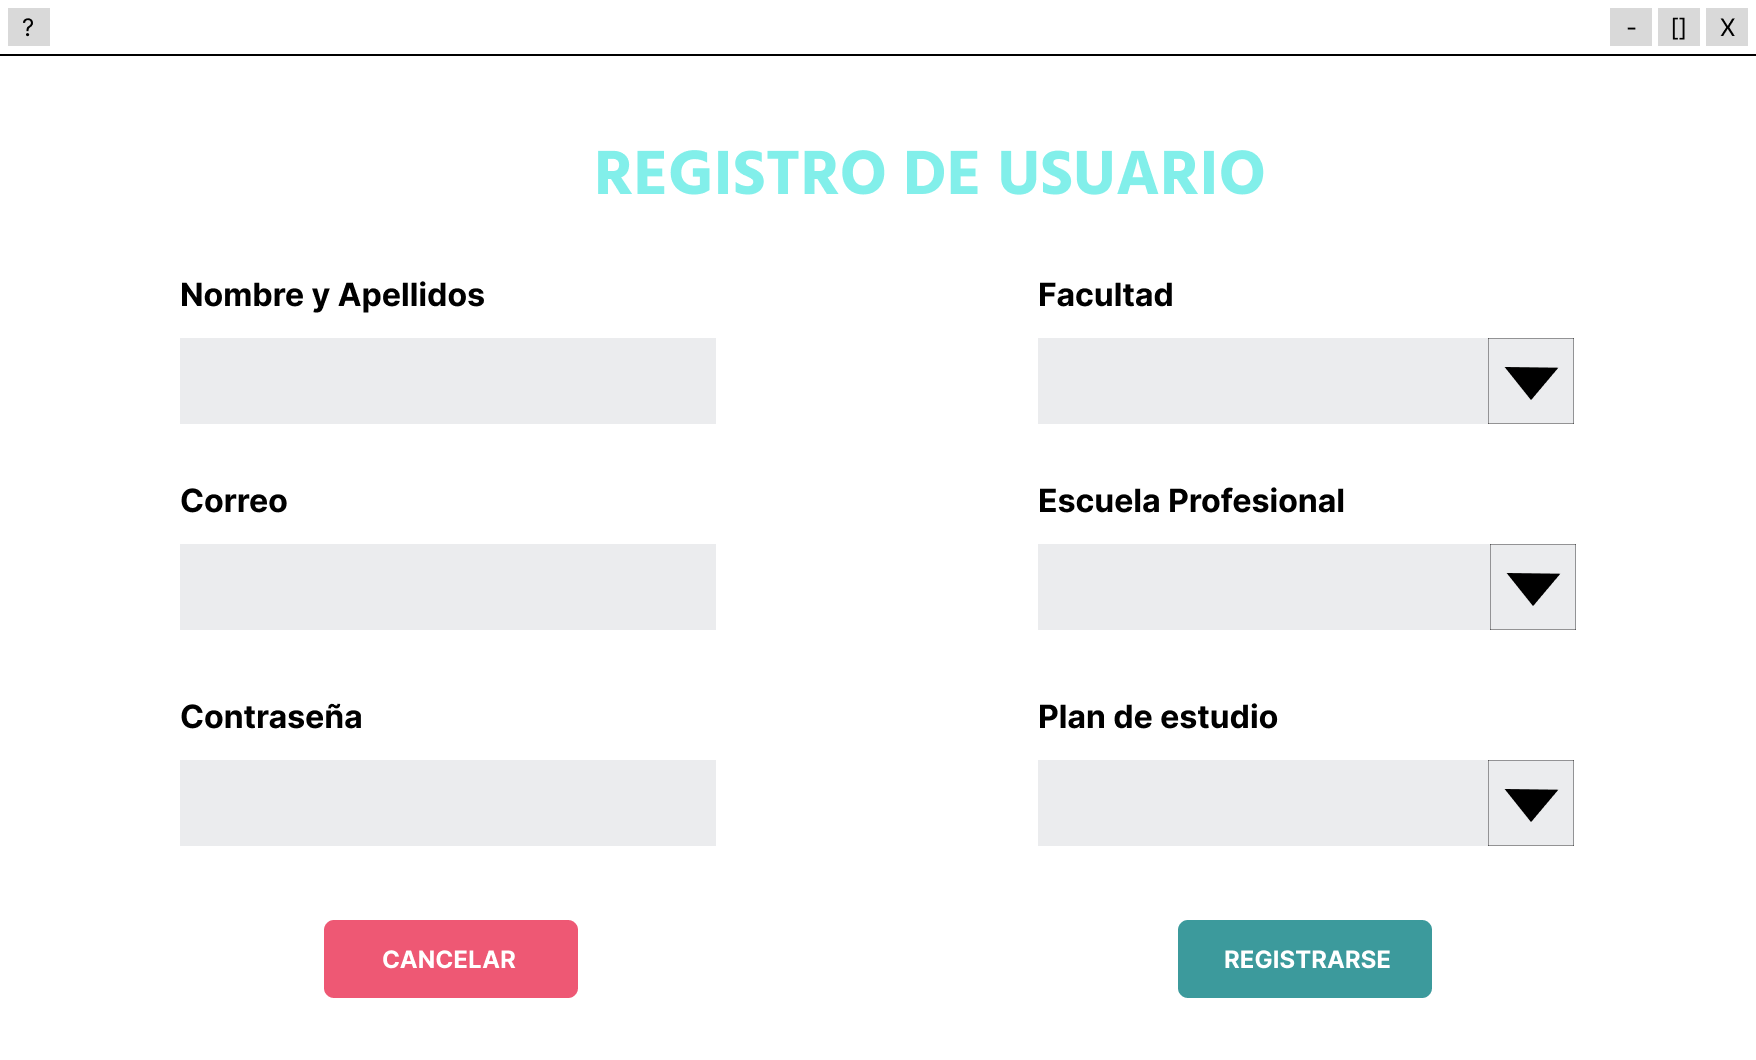 ?
-
[]
X
REGISTRO DE USUARIO
Nombre y Apellidos
Facultad
Correo
Escuela Profesional
Contraseña
Plan de estudio
CANCELAR
REGISTRARSE